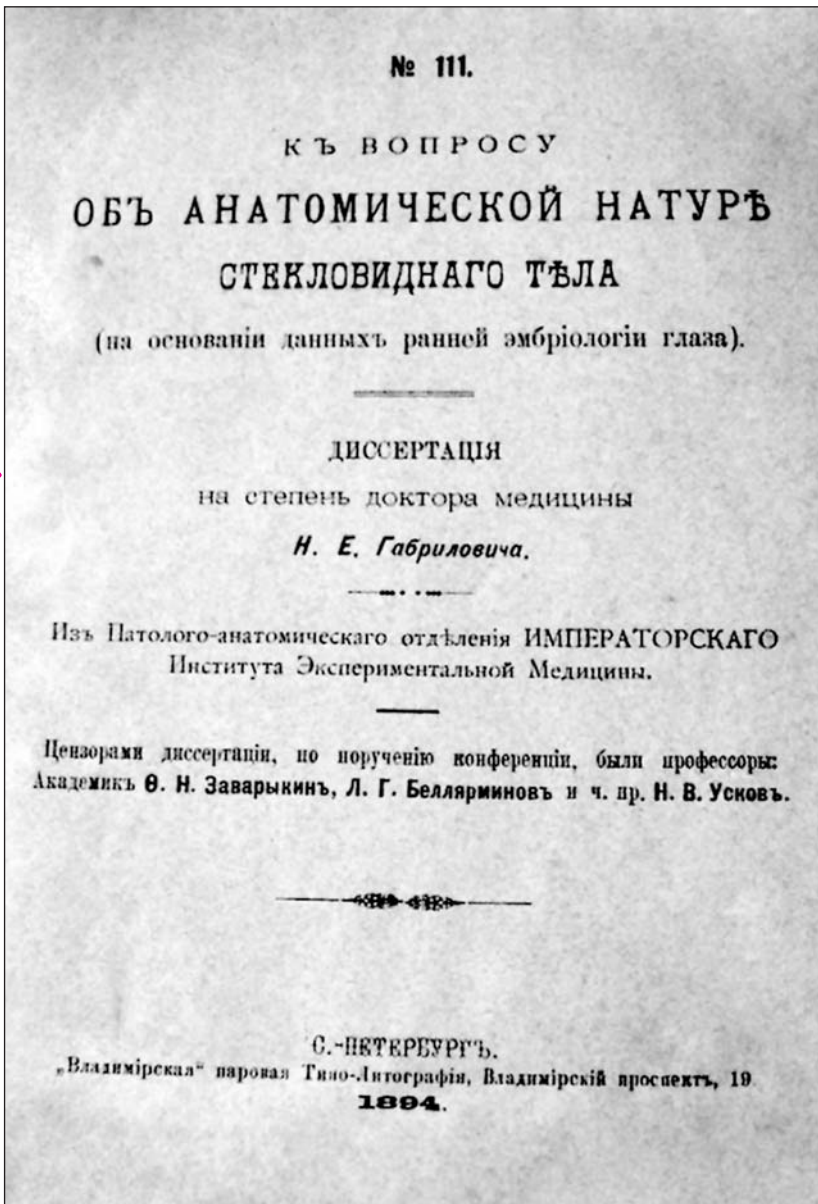 № 111.
КЪ ВОПРОСУ
ОБЪ АНАТОМИЧЕСКОЙ НАТУРѢ
СТЕКЛОВИДНАГО ТѢЛА
(на основаніи данныхъ ранней эмбріологіи глаза).
ДИССЕРТАЦІЯ
на степень доктора медицины
Н. Е. Габриловича.
Изъ Патолого-анатомическаго отдѣленія ИМПЕРАТОРСКАГО
Института Экспериментальной Медицины.
Цензорами диссертаціи, по порученію конференціи, были профессоры:
Академикъ Ѳ. Н. Заварыкинъ, Л. Г. Беллярминовъ и ч. пр. Н. В. Усковъ.
С.-ПЕТЕРБУРГЪ.
„Владимірская“ паровая Типо-Литографія, Владимірскій проспектъ, 19
1894.